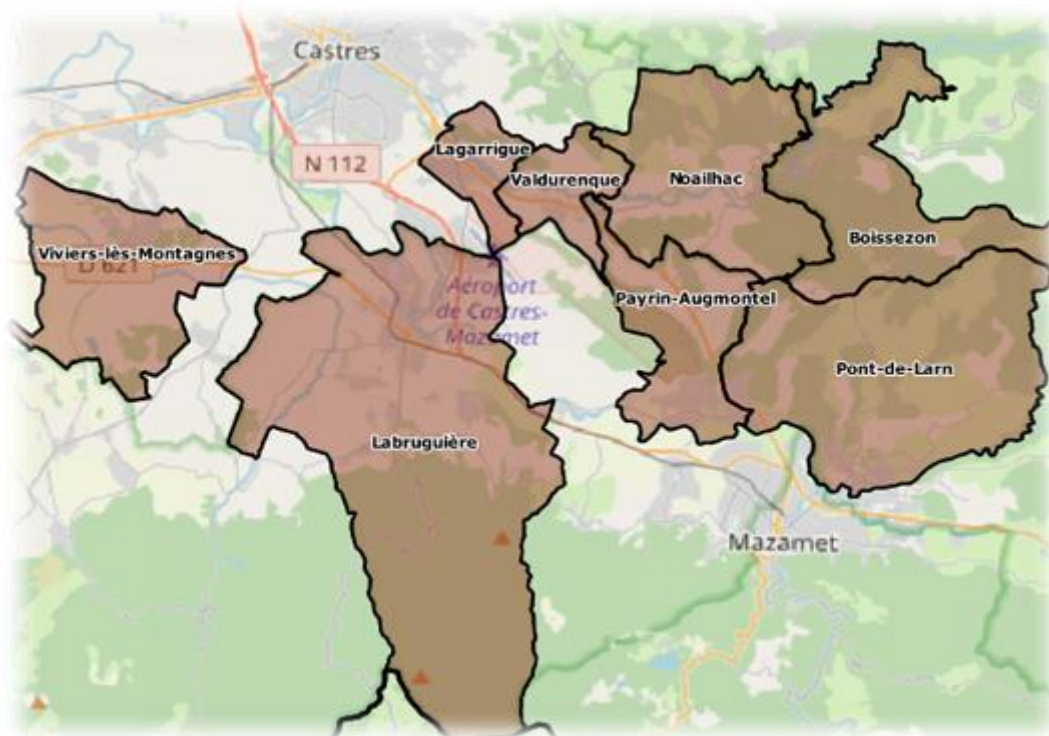 Castres
Lagarrigue
N 112
Valdurenque
Noailhac
Viviers-lès-Montagnes
Boissezon
D 621
Aéroport
de Castres-
Mazamet
Payrin-Augmontel
Pont-de-Larn
Labruguière
Mazamet